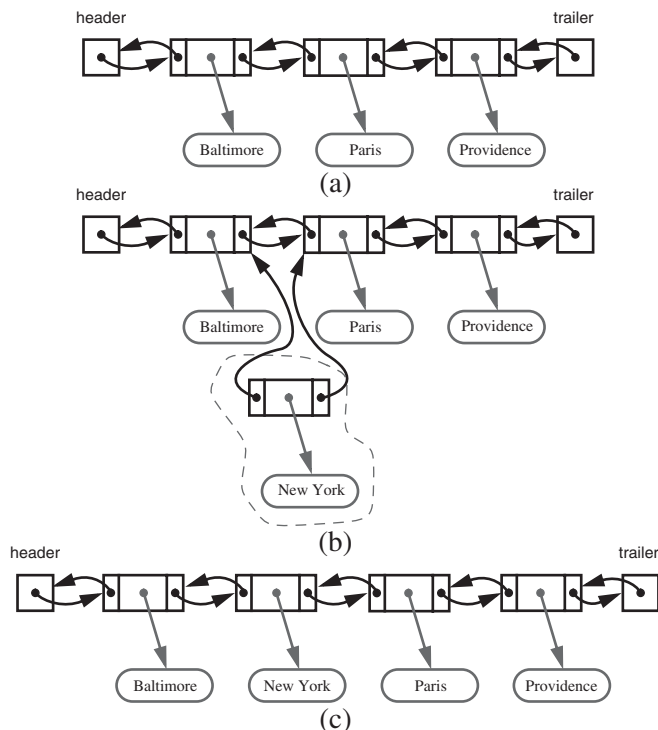 header trailer
Baltimore Paris Providence
(a)
header trailer
Baltimore Paris Providence
New York
(b)
header trailer
Baltimore New York Paris Providence
(c)